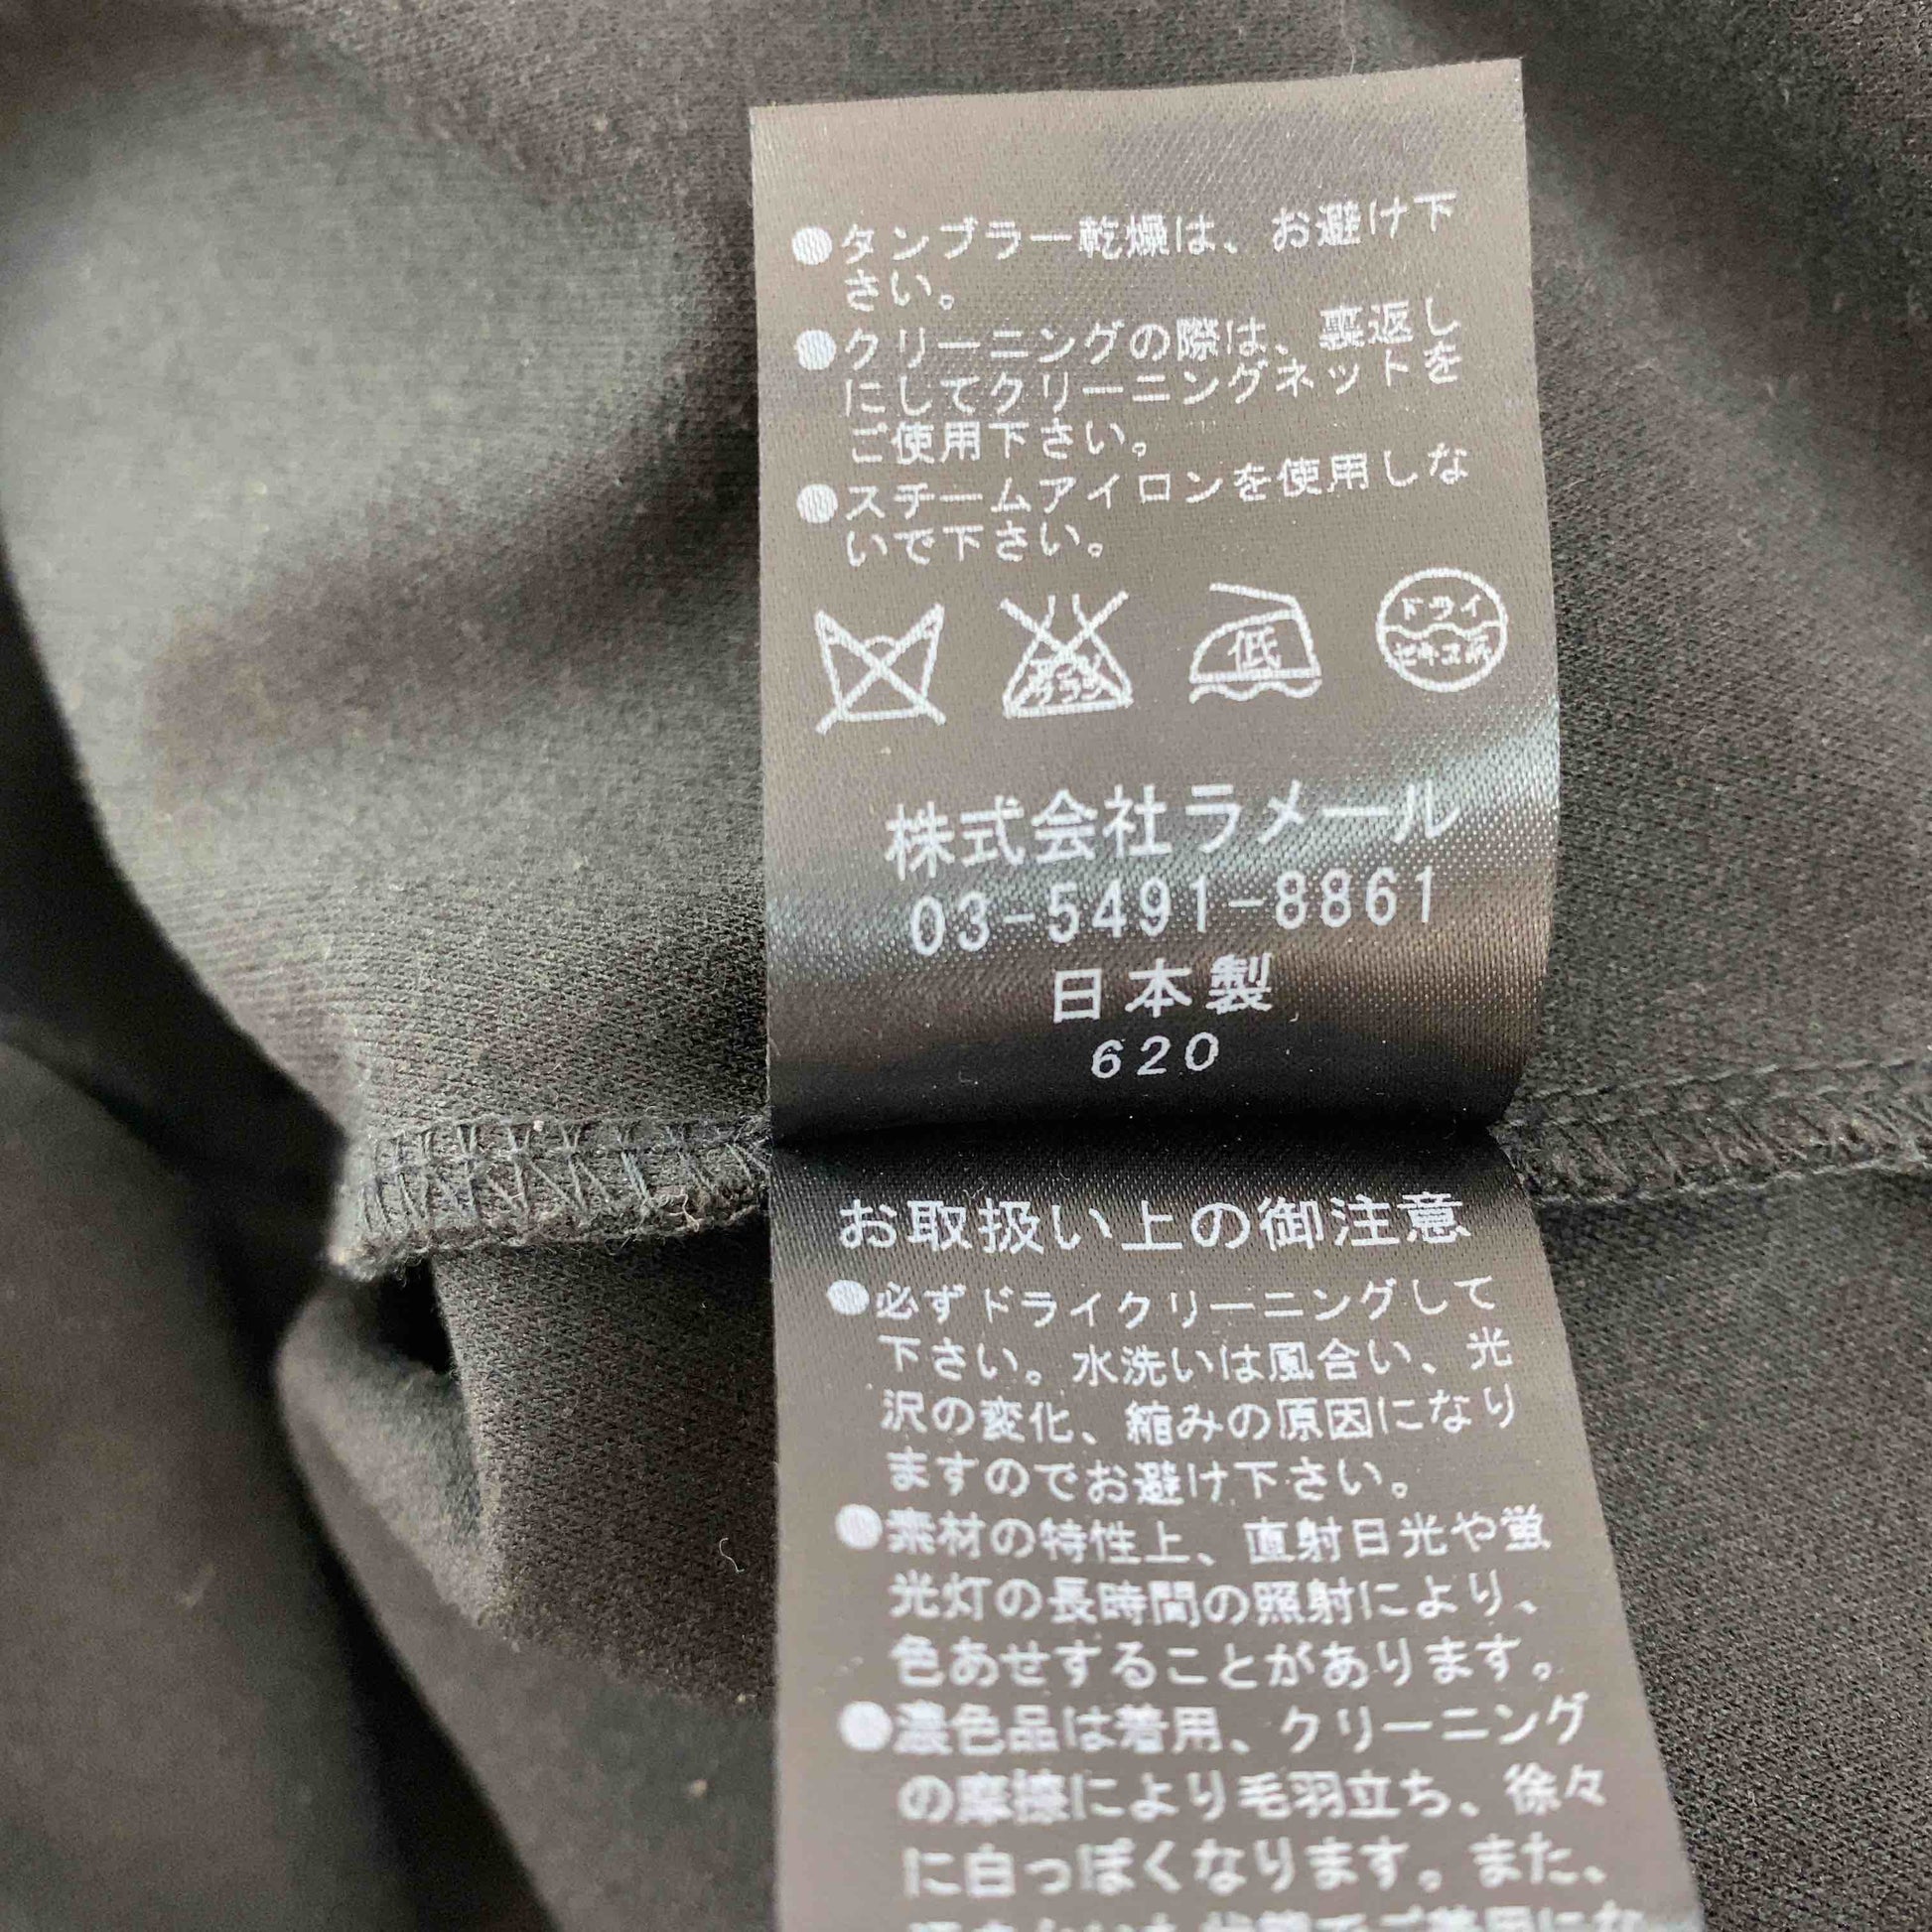 ●タンブラー乾燥は、お避け下
さい。
●クリーニングの際は、裏返し
にしてクリーニングネットを
ご使用下さい。
●スチームアイロンを使用しな
いで下さい。
エンソ サラシ 低 ドライ セキユ系
株式会社ラメール
03-5491-8861
日本製
620
お取扱い上の御注意
●必ずドライクリーニングして
下さい。水洗いは風合い、光
沢の変化、縮みの原因になり
ますのでお避け下さい。
●素材の特性上、直射日光や蛍
光灯の長時間の照射により、
色あせすることがあります。
●濃色品は着用、クリーニング
の摩擦により毛羽立ち、徐々
に白っぽくなります。また、